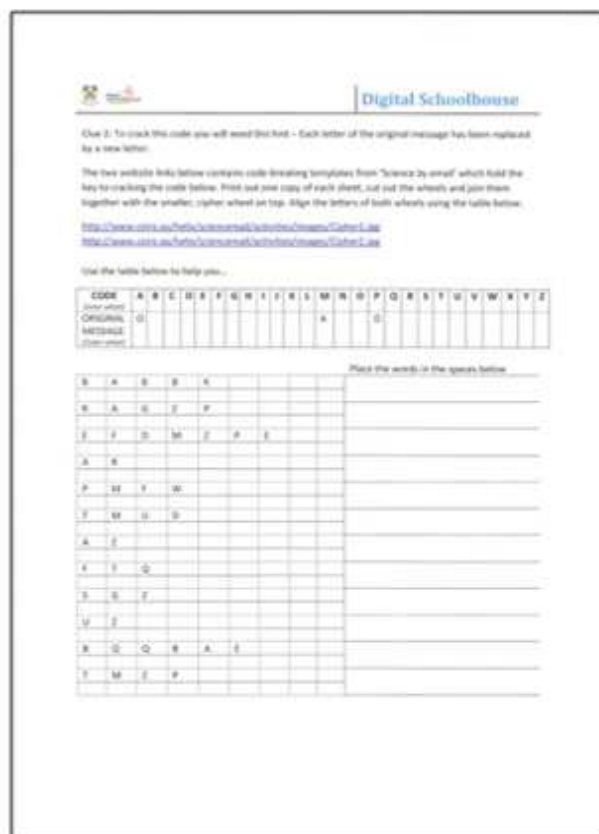 Digital Schoolhouse
Clue 2: To crack this code you will need this hint – Each letter of the original message has been replaced
by a new letter.
The two website links below contains code-breaking templates from 'Science by email' which hold the
key to cracking the code below. Print out one copy of each sheet, cut out the wheels and join them
together with the smaller, cipher wheel on top. Align the letters of both wheels using the table below.
Use the table below to help you...
CODE A B C D E F G H I J K L M N O P Q R S T U V W X Y Z
(inner wheel)
ORIGINAL O A D
MESSAGE
(outer wheel)
Place the words in the spaces below
B A B B K
R A G Z P
E F D M Z P E
A R
P M W
T M U D
A Z
F T Q
S G Z
U Z
Q Q A E
T M Z P